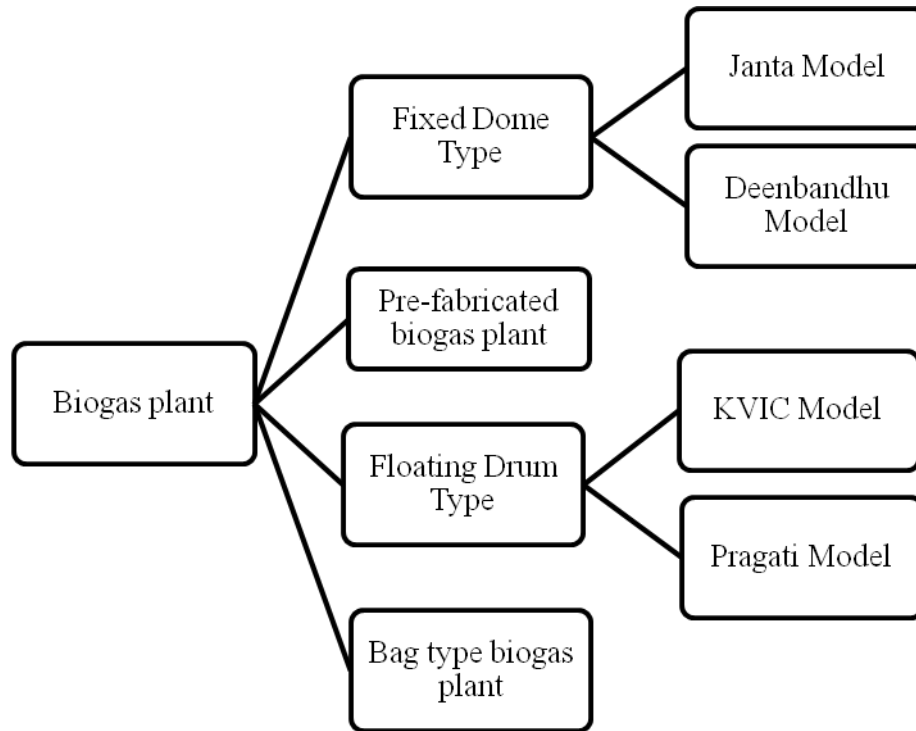 Biogas plant
Fixed Dome
Type
Janta Model
Deenbandhu
Model
Pre-fabricated
biogas plant
Floating Drum
Type
KVIC Model
Pragati Model
Bag type biogas
plant